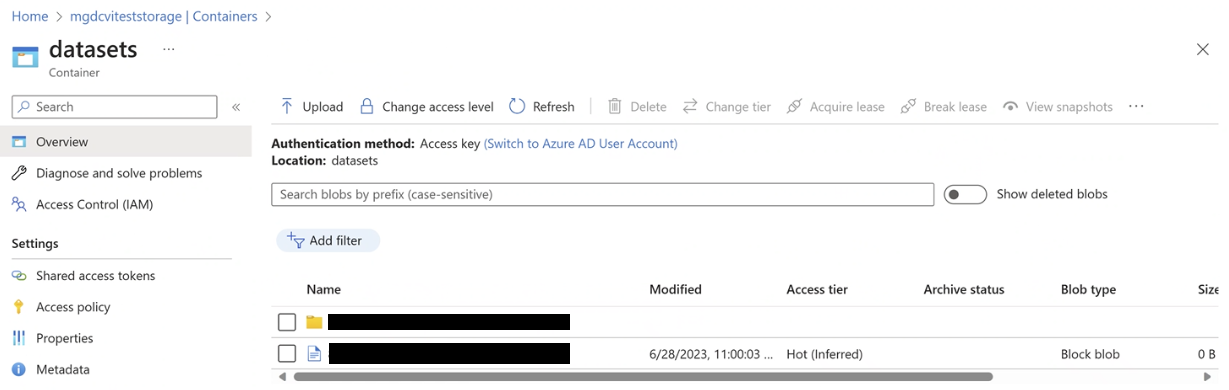 Home > mgdcviteststorage | Containers >
datasets ...
Container
Search «
Upload Change access level Refresh Delete Change tier Acquire lease Break lease View snapshots ...
Overview
Authentication method: Access key (Switch to Azure AD User Account)
Location: datasets
Diagnose and solve problems
Access Control (IAM)
Search blobs by prefix (case-sensitive) Show deleted blobs
Settings
Add filter
Shared access tokens
Access policy
Properties
Metadata
Name Modified Access tier Archive status Blob type Size
6/28/2023, 11:00:03 ... Hot (Inferred) Block blob 0 B